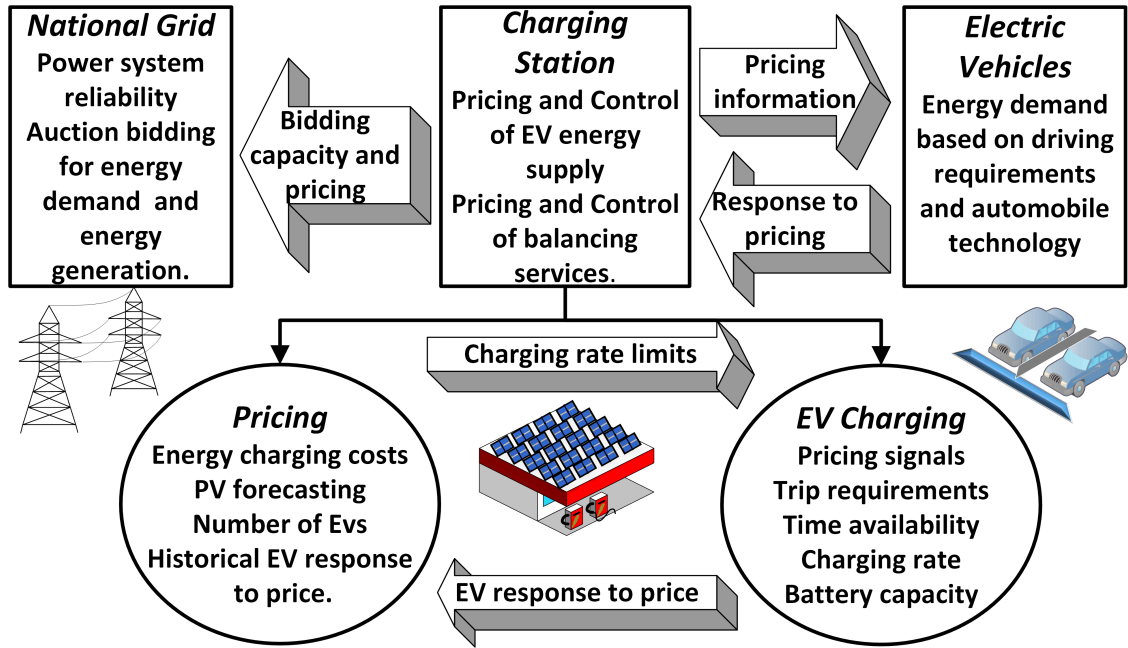 National Grid
Power system
reliability
Auction bidding
for energy
demand and
energy
generation.
Bidding
capacity and
pricing
Charging
Station
Pricing and Control
of EV energy
supply
Pricing and Control
of balancing
services.
Pricing
information
Response to
pricing
Electric
Vehicles
Energy demand
based on driving
requirements
and automobile
technology
Charging rate limits
Pricing
Energy charging costs
PV forecasting
Number of Evs
Historical EV response
to price.
EV Charging
Pricing signals
Trip requirements
Time availability
Charging rate
Battery capacity
EV response to price